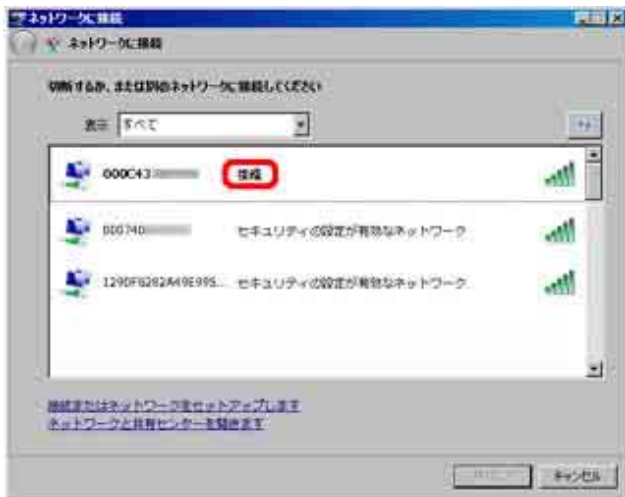 ネットワークに接続
ネットワークに接続
切断するか、または別のネットワークに接続してください
表示 すべて
000C43 接続
000740 セキュリティの設定が有効なネットワーク
1290F6282A49E995... セキュリティの設定が有効なネットワーク
接続またはネットワークをセットアップします
ネットワークと共有センターを開きます
キャンセル